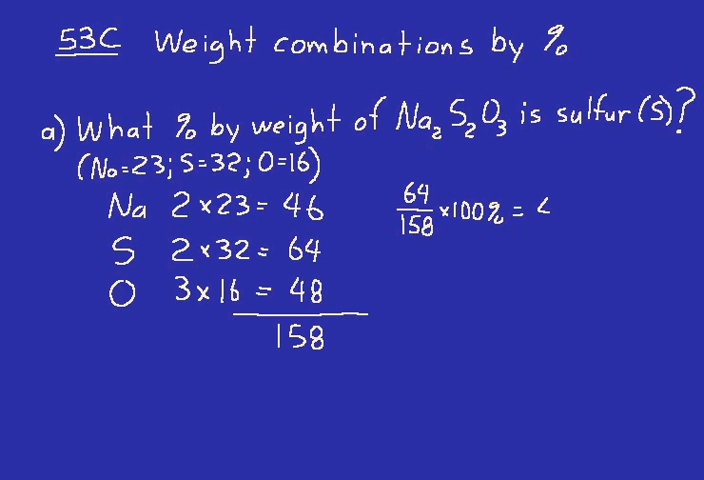 53C Weight combinations by %
a) What % by weight of Na₂S₂O₃ is sulfur (S)?
(Na=23; S=32; O=16)
Na 2×23= 46
S 2×32= 64
O 3×16 = 48
158
64/158 ×100% =